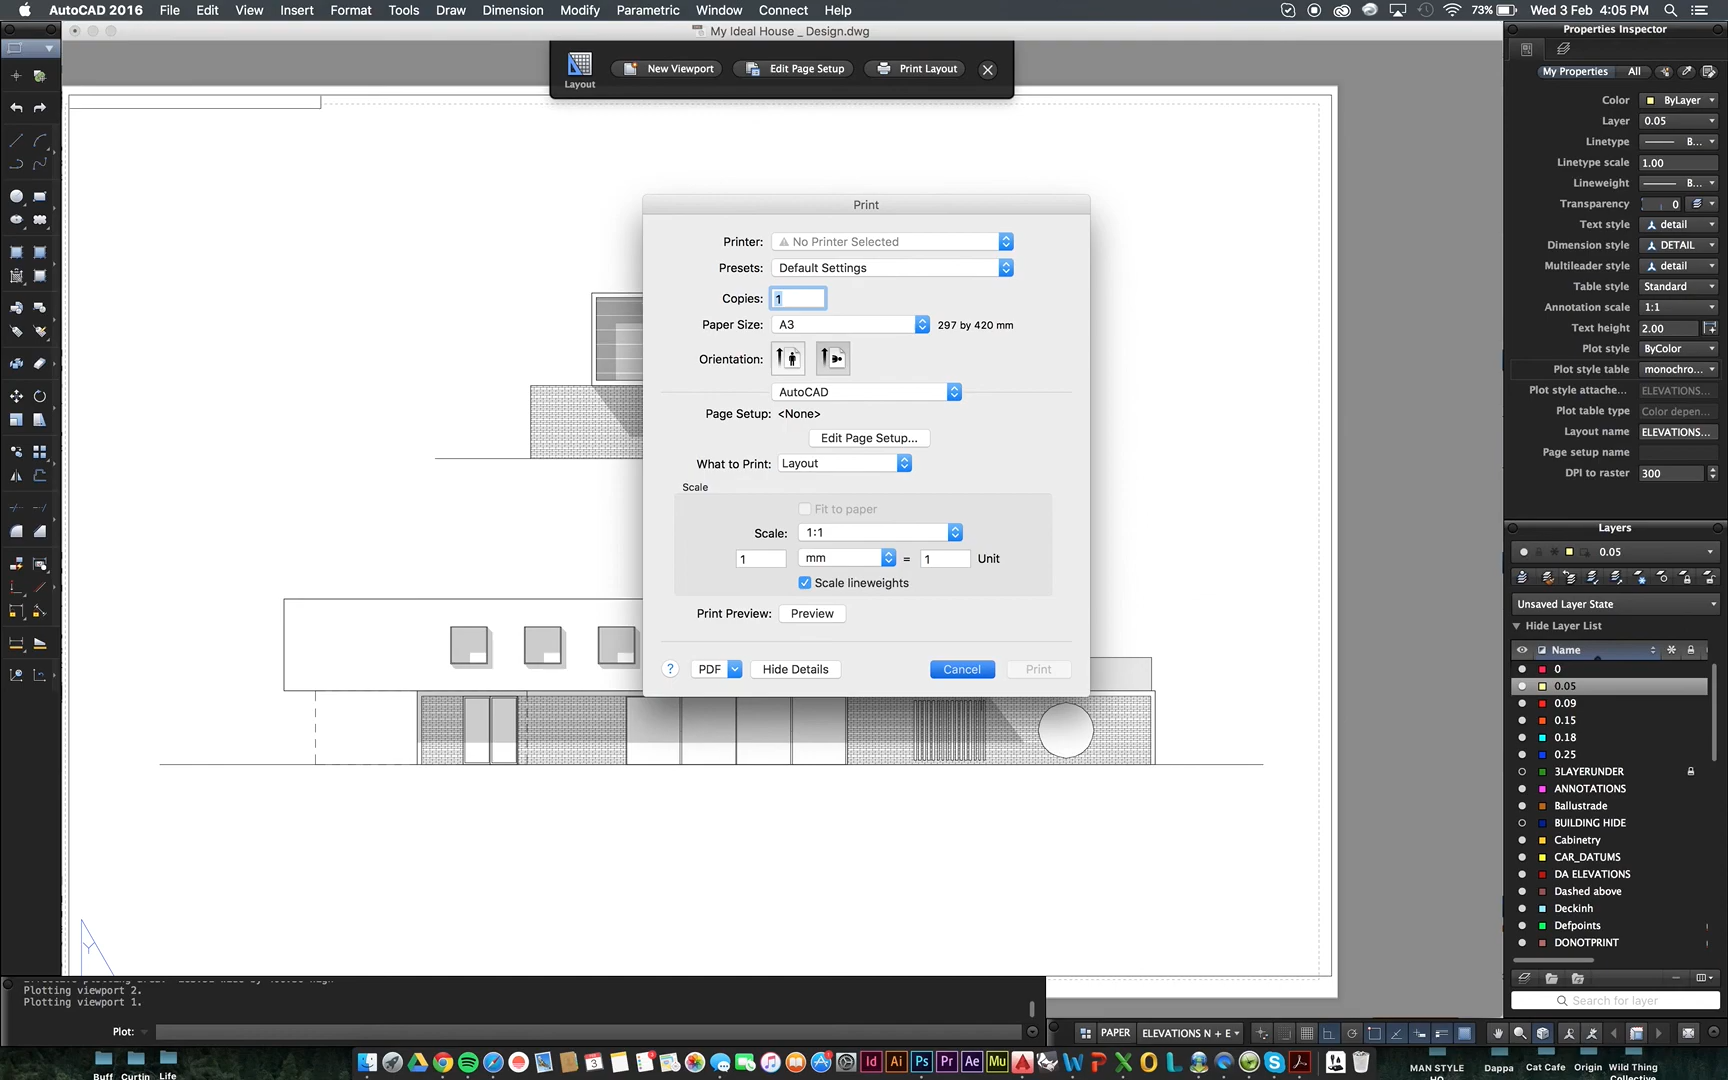 AutoCAD 2016 File Edit View Insert Format Tools Draw Dimension Modify Parametric Window Connect Help 73% Wed 3 Feb 4:05 PM
My Ideal House _ Design.dwg
Layout
New Viewport
Edit Page Setup
Print Layout
Print
Printer: No Printer Selected
Presets: Default Settings
Copies: 1
Paper Size: A3 297 by 420 mm
Orientation:
AutoCAD
Page Setup: <None>
Edit Page Setup...
What to Print: Layout
Scale
Fit to paper
Scale: 1:1
1 mm = 1 Unit
Scale lineweights
Print Preview: Preview
? PDF Hide Details Cancel Print
Properties Inspector
My Properties All
Color ByLayer
Layer 0.05
Linetype B...
Linetype scale 1.00
Lineweight B...
Transparency 0
Text style detail
Dimension style DETAIL
Multileader style detail
Table style Standard
Annotation scale 1:1
Text height 2.00
Plot style ByColor
Plot style table monochro...
Plot style attache... ELEVATIONS...
Plot table type Color depen...
Layout name ELEVATIONS...
Page setup name
DPI to raster 300
Layers
0.05
Unsaved Layer State
Hide Layer List
Name
0
0.05
0.09
0.15
0.18
0.25
3LAYERUNDER
ANNOTATIONS
Ballustrade
BUILDING HIDE
Cabinetry
CAR_DATUMS
DA ELEVATIONS
Dashed above
Deckinh
Defpoints
DONOTPRINT
Search for layer
Y
Plotting viewport 2.
Plotting viewport 1.
Plot:
PAPER ELEVATIONS N + E
Buff Curtin Life
3
Id Ai Ps Pr Ae Mu
MAN STYLE
HQ
Dappa Cat Cafe Origin Wild Thing
Collective